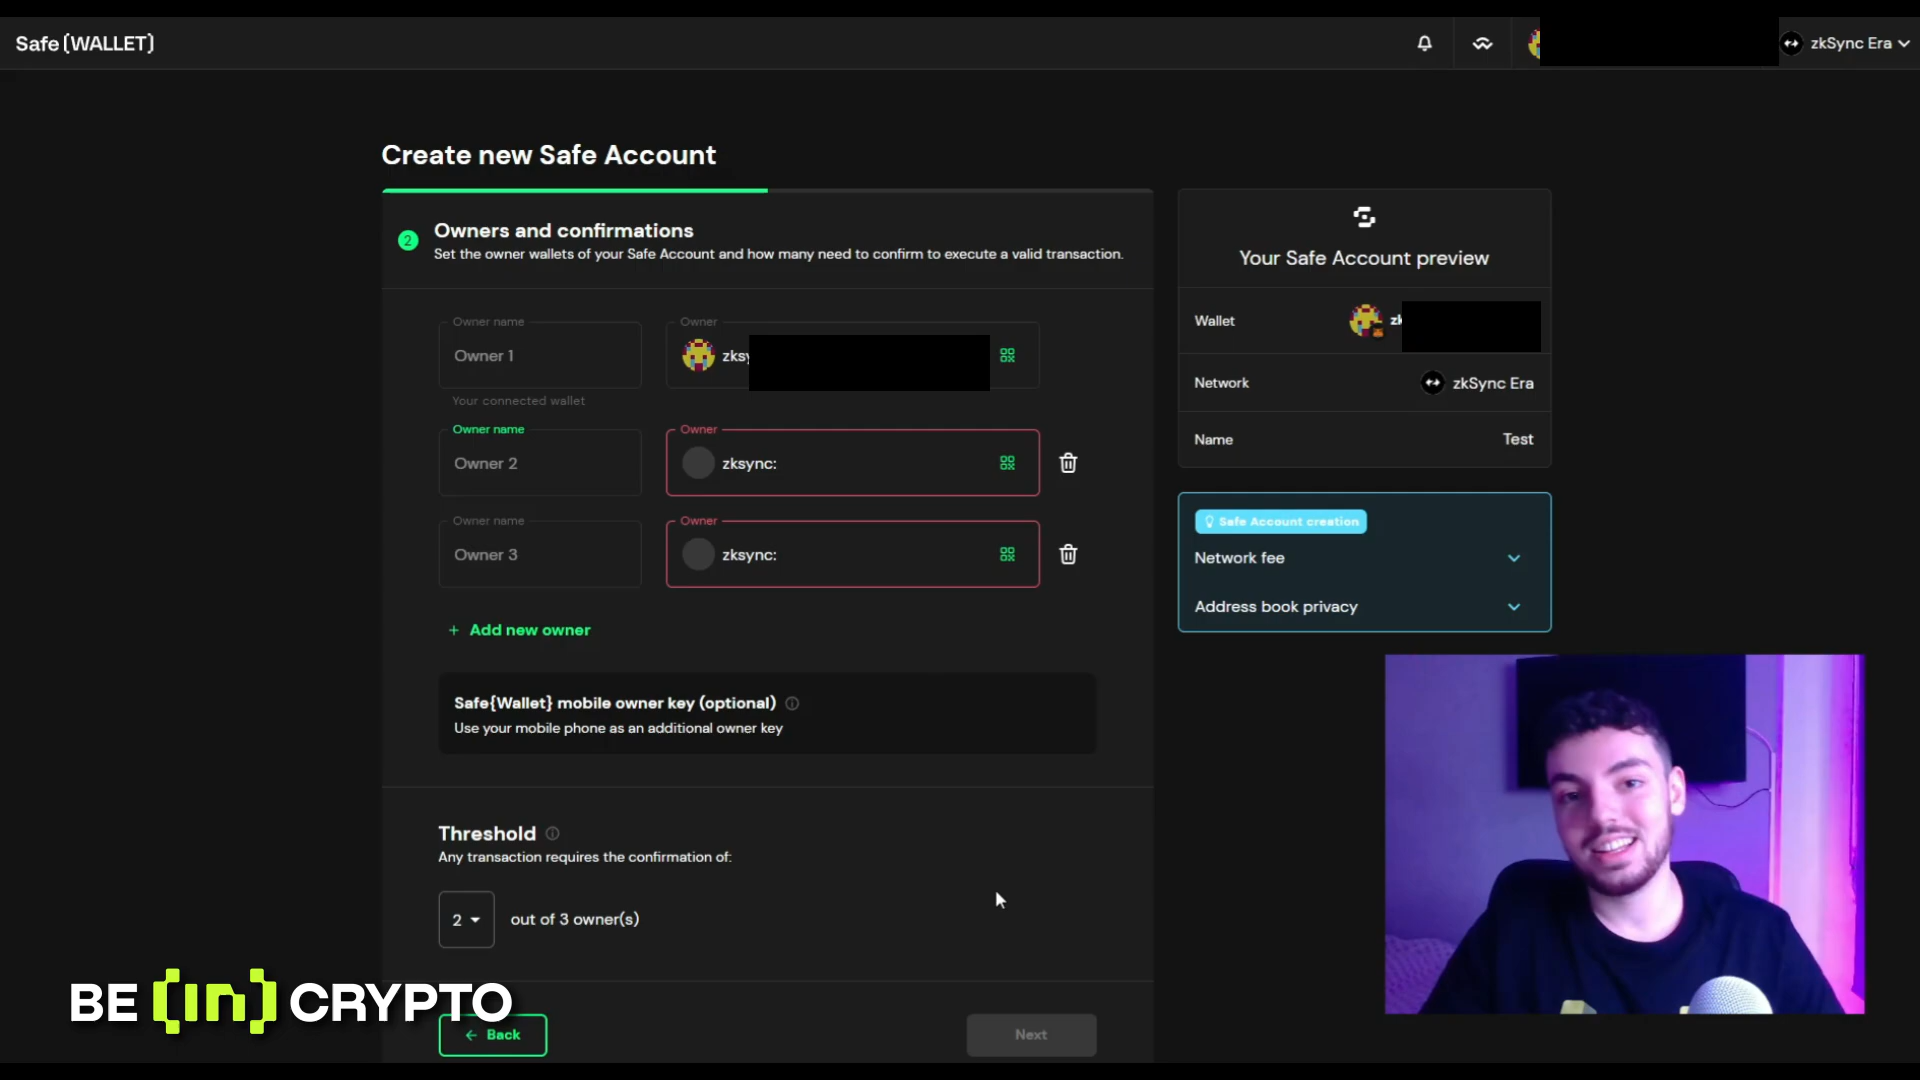 Safe{WALLET}
zkSync Era
Create new Safe Account
2
Owners and confirmations
Set the owner wallets of your Safe Account and how many need to confirm to execute a valid transaction.
Owner name
Owner 1
Owner
Your connected wallet
Owner name
Owner 2
Owner
zksync:
Owner name
Owner 3
Owner
zksync:
+ Add new owner
Safe{Wallet} mobile owner key (optional)
Use your mobile phone as an additional owner key
Threshold
Any transaction requires the confirmation of:
2
out of 3 owner(s)
Back
Next
Your Safe Account preview
Wallet
Network
zkSync Era
Name
Test
Safe Account creation
Network fee
Address book privacy
BE [IN] CRYPTO